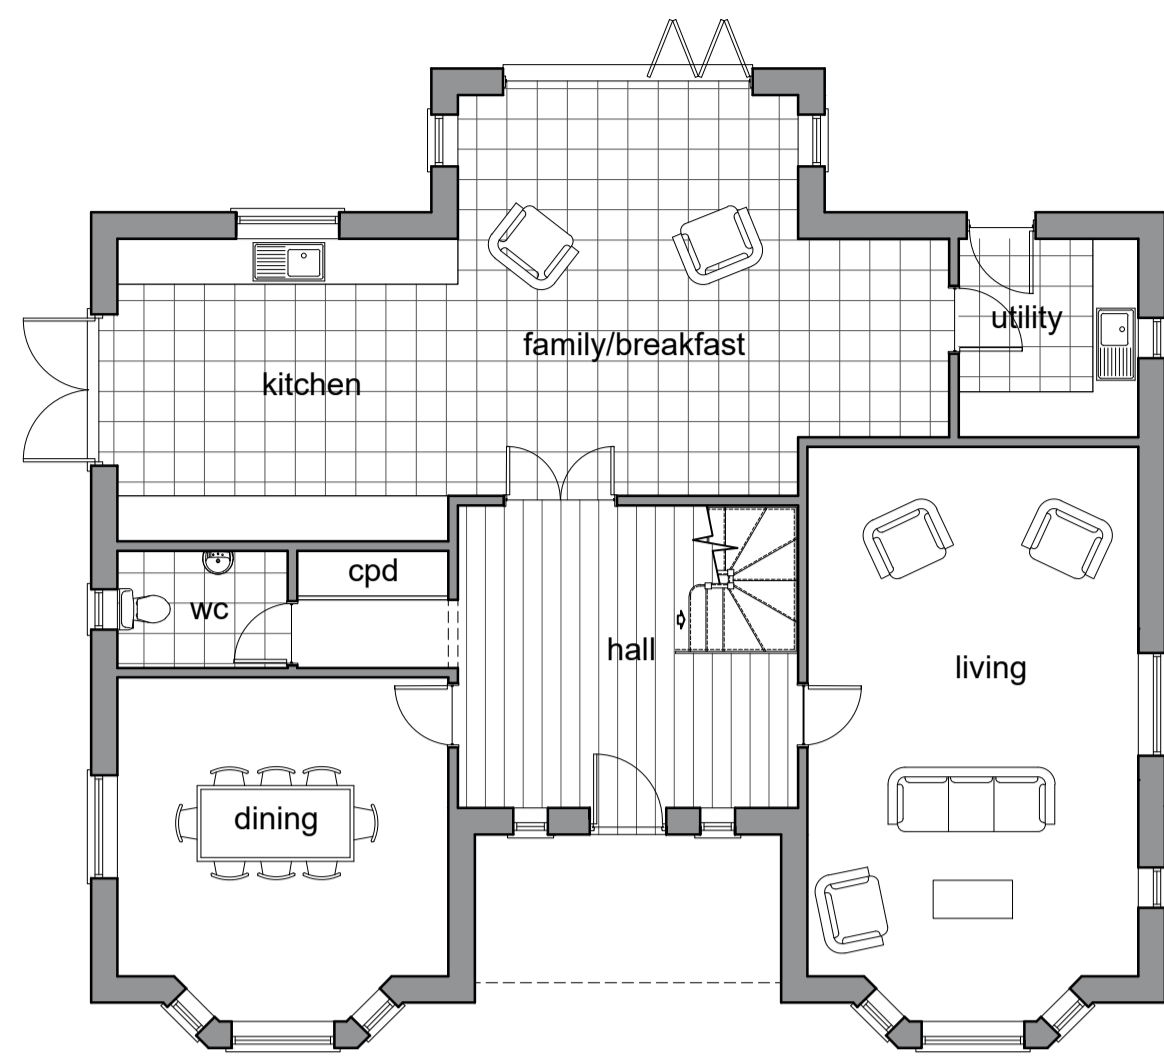 utility
family/breakfast
kitchen
cpd
wc
hall
living
dining